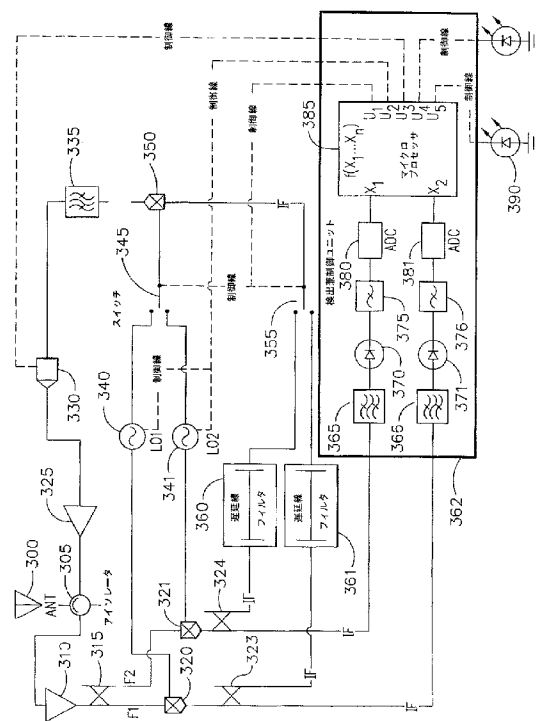 300
ANT
305
アイソレータ
310
315
F1
F2
320
321
323
324
IF
IF
IF
IF
325
330
335
340
LO1
341
LO2
制御線
スイッチ
345
350
IF
制御線
355
制御線
制御線
制御線
360
遅延線
フィルタ
361
遅延線
フィルタ
362
検出兼制御ユニット
365
366
370
371
375
376
380
ADC
381
ADC
385
f(X1...Xn)
マイクロ
プロセッサ
X1
X2
U1
U2
U3
U4
U5
制御線
制御線
390